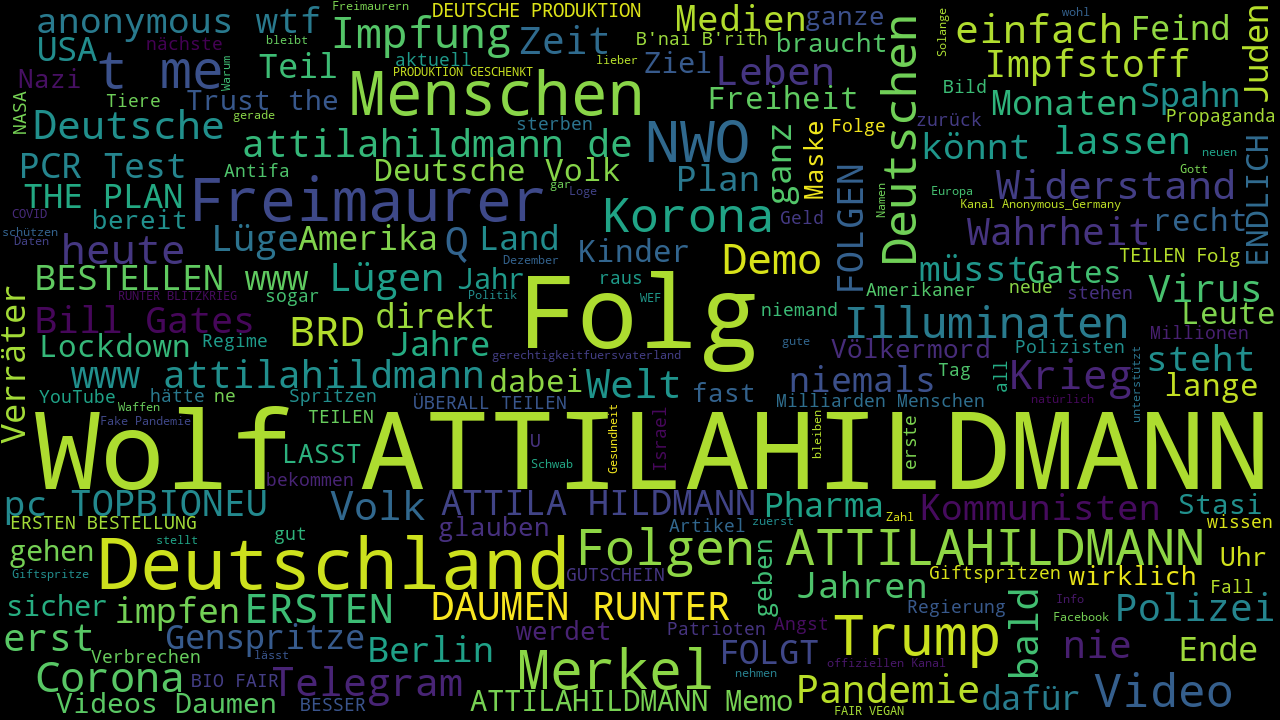 Freimaurern
DEUTSCHE PRODUKTION
anonymous wtf
Impfung
Medien
ganze
Solange
wohl
einfach
Feind
Juden
USA
nächste
bleibt
Zeit
B'nai B'rith
braucht
Deutschen
Impfstoff
Nazi
t me
Warum
Teil
aktuell
lieber
Ziel
Leben
PRODUKTION GESCHENKT
Menschen
NASA
Tiere
Trust the
gerade
Freiheit
Bild
Monaten
Spahn
Propaganda
Deutsche
attilahildmann de
sterben
NWO
ganz
Maske
Folge
zurück
könnt
lassen
neuen
ENDLICH
PCR Test
Antifa
Deutsche Volk
Plan
FOLGEN
Gott
THE PLAN
Freimaurer
gar
Loge
Namen
Europa
Widerstand
COVID
bereit
Korona
Geld
Kanal Anonymous_Germany
schützen
Daten
heute
Lüge
Amerika
Q
Land
Kinder
Demo
Wahrheit
recht
Dezember
TEILEN Folg
BESTELLEN www
Lügen
Jahr
Folg
raus
müsst
Gates
Virus
RUNTER BLITZKRIEG
sogar
Politik
WEF
niemand
Amerikaner
neue
stehen
Verräter
Bill Gates
BRD
direkt
Illuminaten
Millionen
Leute
Lockdown
Regime
Jahre
gerechtigkeitfuersvaterland
gute
Völkermord
Polizisten
www attilahildmann
dabei
Welt
fast
niemals
Tag
all
Krieg
unterstützt
steht
YouTube
hätte
ne
Spritzen
ÜBERALL TEILEN
Milliarden Menschen
natürlich
lange
Waffen
Fake Pandemie
TEILEN
Wolf ATTILAHILDMANN
LASST
U
Schwab
Gesundheit
Israel
bleiben
erste
bekommen
pc TOPBIONEU
Volk
ATTILA HILDMANN
Pharma
Kommunisten
Stasi
ERSTEN BESTELLUNG
glauben
Artikel
zuerst
Zahl
wissen
gehen
stellt
gut
Deutschland
Folgen
ATTILAHILDMANN
Uhr
Giftspritze
GUTSCHEIN
geben
Jahren
Giftspritzen
wirklich
Fall
sicher
impfen
ERSTEN
DAUMEN RUNTER
Regierung
bald
Info
Facebook
Polizei
erst
Genspritze
werdet
Patrioten
Angst
Trump
nie
Ende
Verbrechen
lässt
Berlin
Merkel
FOLGT
offiziellen Kanal
Corona
BIO FAIR
Telegram
nehmen
Pandemie
dafür
Video
Videos Daumen
BESSER
ATTILAHILDMANN Memo
FAIR VEGAN